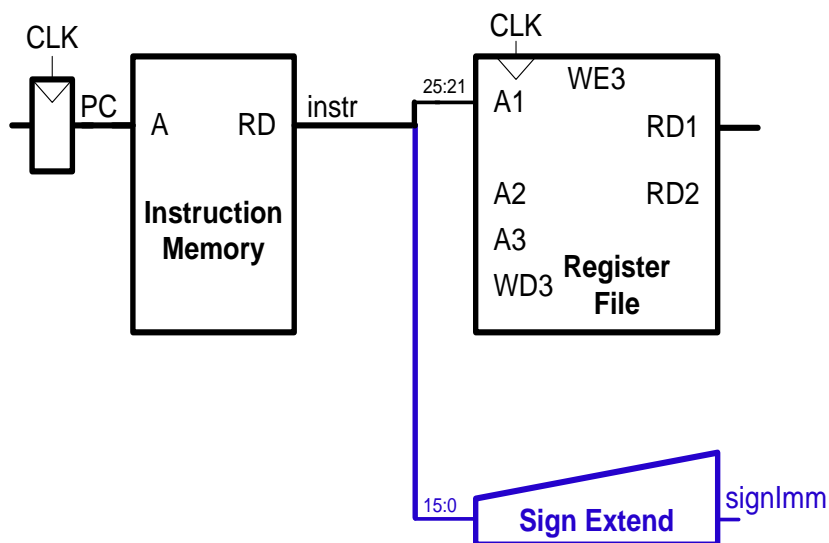 CLK
CLK
PC
A
RD
instr
25:21
A1
WE3
RD1
A2
RD2
A3
WD3
Instruction
Memory
Register
File
15:0
Sign Extend
signImm